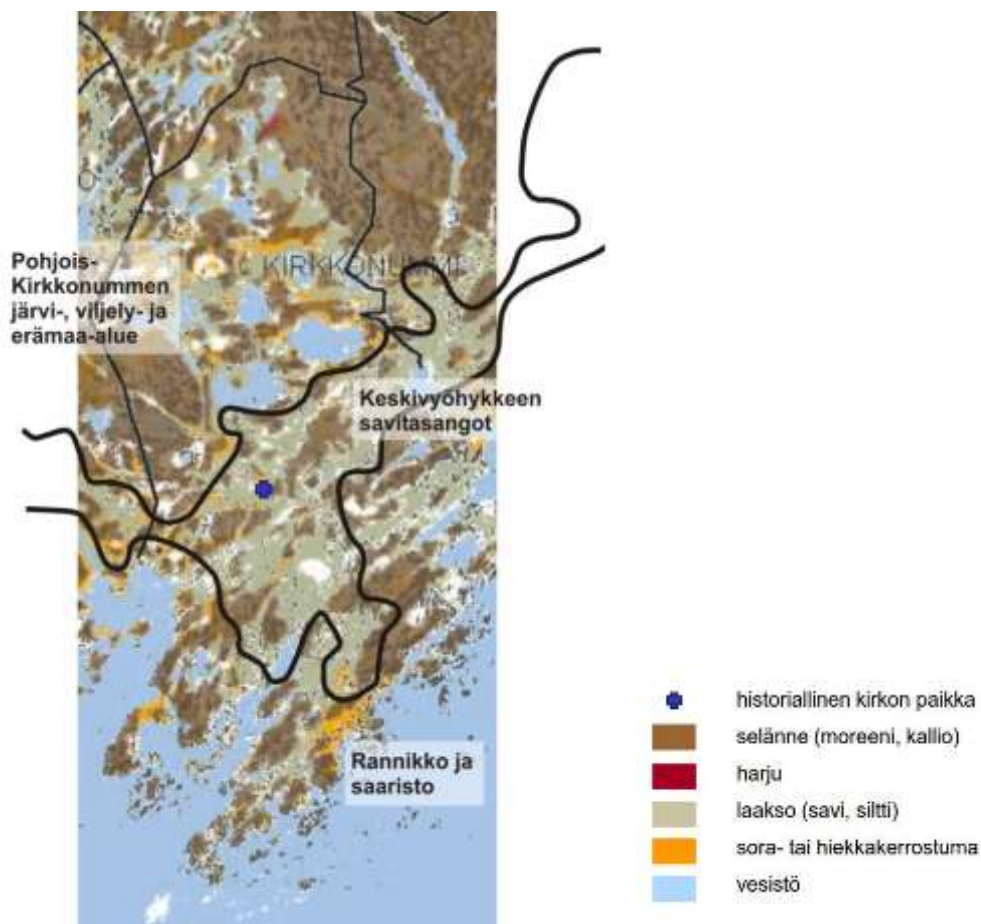 KIRKKONUMMI
Pohjois-
Kirkkonummen
järvi-, viljely- ja
erämaa-alue
Keskivyöhykkeen
savitasangot
Rannikko ja
saaristo
historiallinen kirkon paikka
selänne (moreeni, kallio)
harju
laakso (savi, siltti)
sora- tai hiekkakerrostuma
vesistö